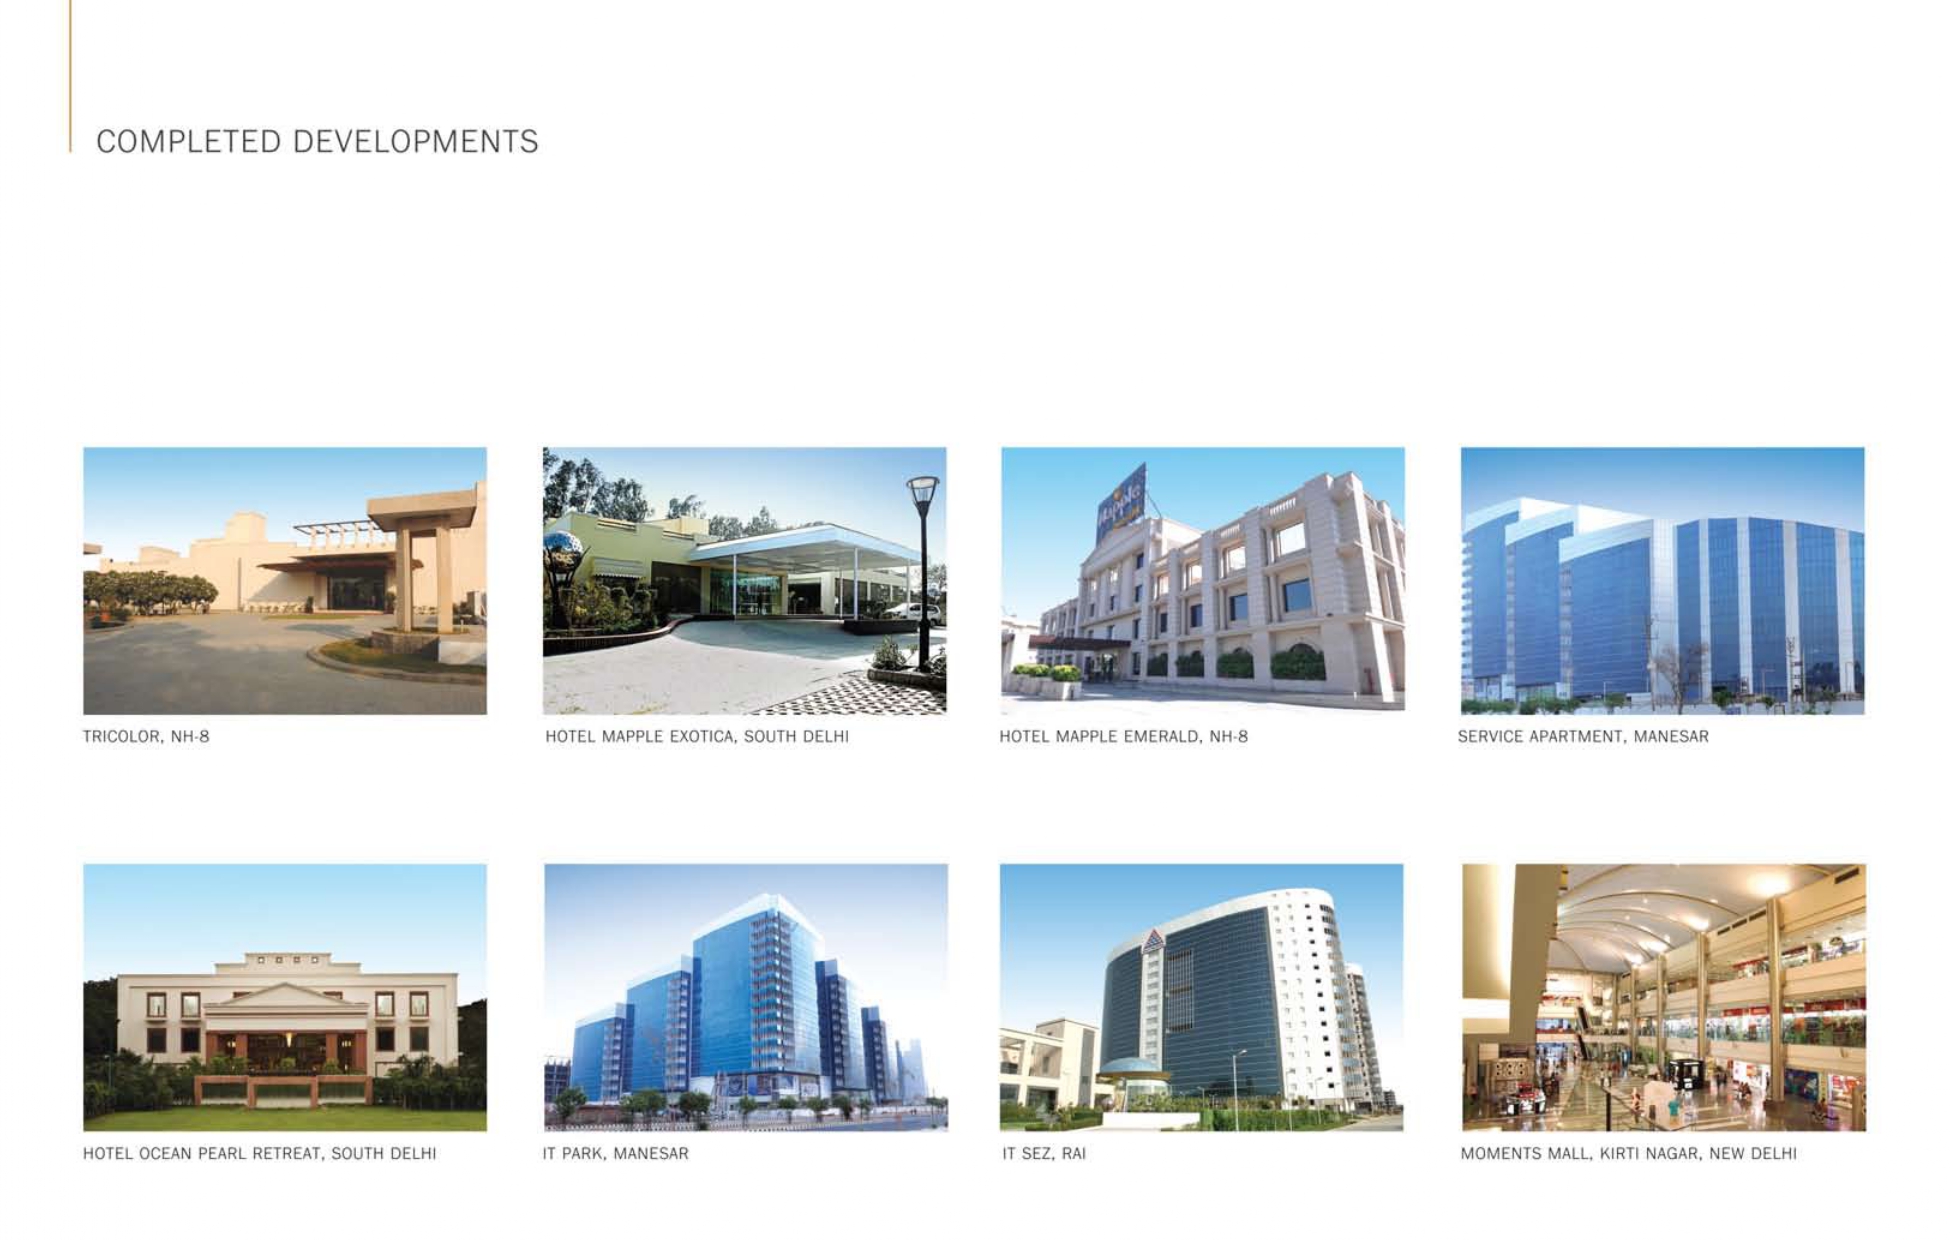 COMPLETED DEVELOPMENTS
Mapple
TRICOLOR, NH-8
HOTEL MAPPLE EXOTICA, SOUTH DELHI
HOTEL MAPPLE EMERALD, NH-8
SERVICE APARTMENT, MANESAR
HOTEL OCEAN PEARL RETREAT, SOUTH DELHI
IT PARK, MANESAR
IT SEZ, RAI
MOMENTS MALL, KIRTI NAGAR, NEW DELHI